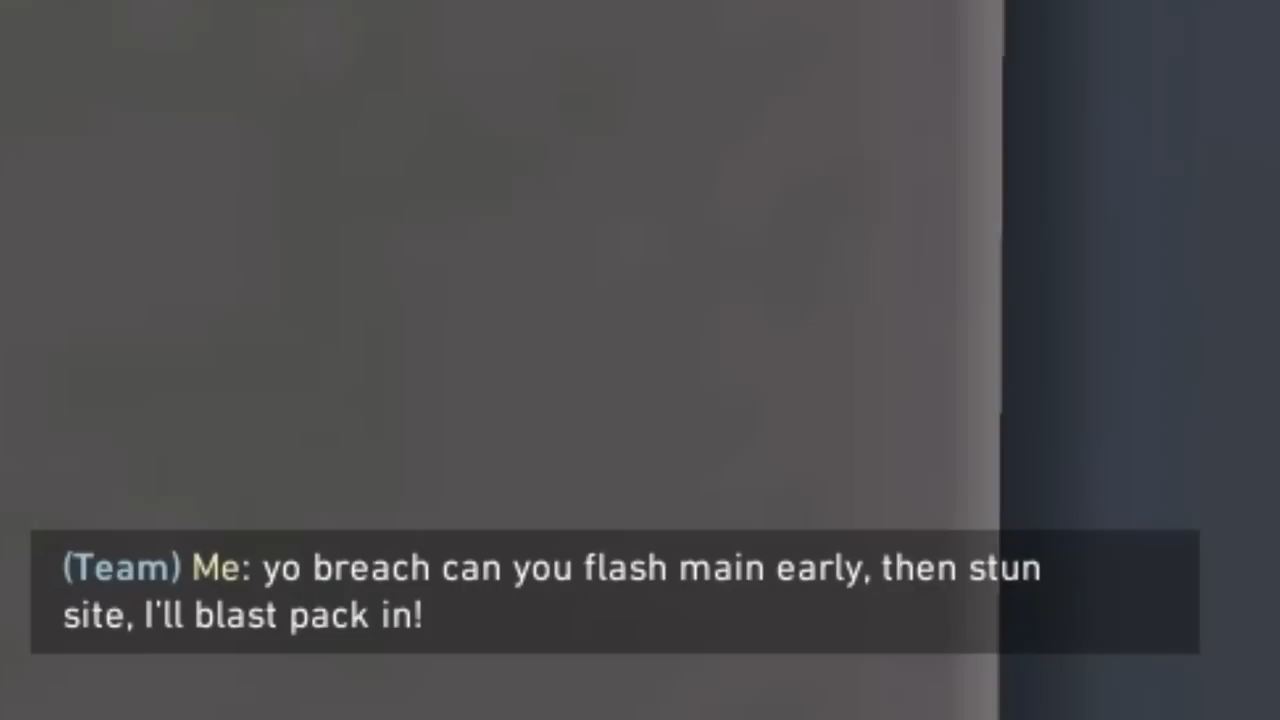 (Team) Me: yo breach can you flash main early, then stun
site, I'll blast pack in!